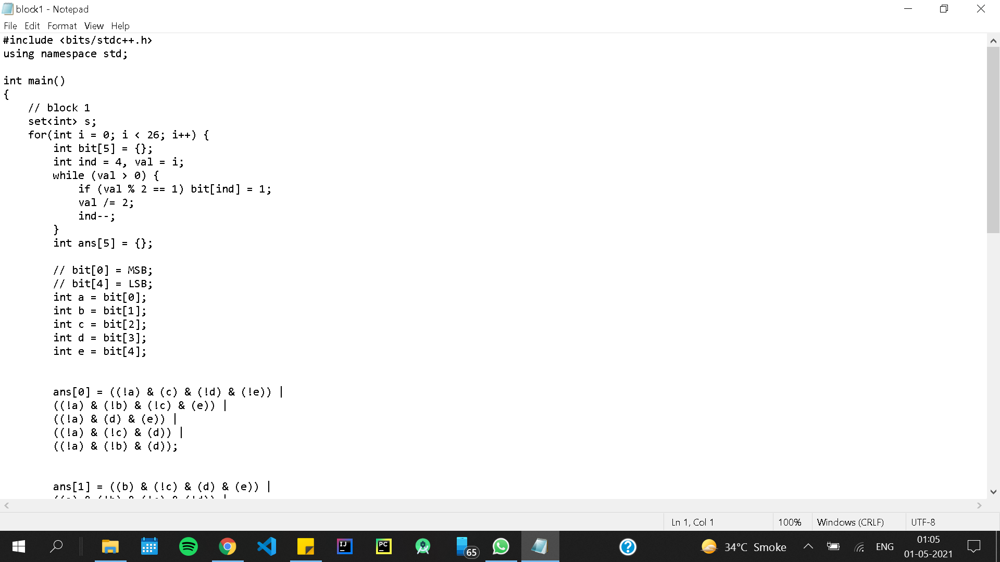 block1 - Notepad
File Edit Format View Help
#include <bits/stdc++.h>
using namespace std;

int main()
{
    // block 1
    set<int> s;
    for(int i = 0; i < 26; i++) {
        int bit[5] = {};
        int ind = 4, val = i;
        while (val > 0) {
            if (val % 2 == 1) bit[ind] = 1;
            val /= 2;
            ind--;
        }
        int ans[5] = {};

        // bit[0] = MSB;
        // bit[4] = LSB;
        int a = bit[0];
        int b = bit[1];
        int c = bit[2];
        int d = bit[3];
        int e = bit[4];


        ans[0] = ((!a) & (c) & (!d) & (!e)) |
        ((!a) & (!b) & (!c) & (e)) |
        ((!a) & (d) & (e)) |
        ((!a) & (!c) & (d)) |
        ((!a) & (!b) & (d));


        ans[1] = ((b) & (!c) & (d) & (e)) |
Ln 1, Col 1 100% Windows (CRLF) UTF-8
IJ PC 65 34°C Smoke ENG 01:05
01-05-2021